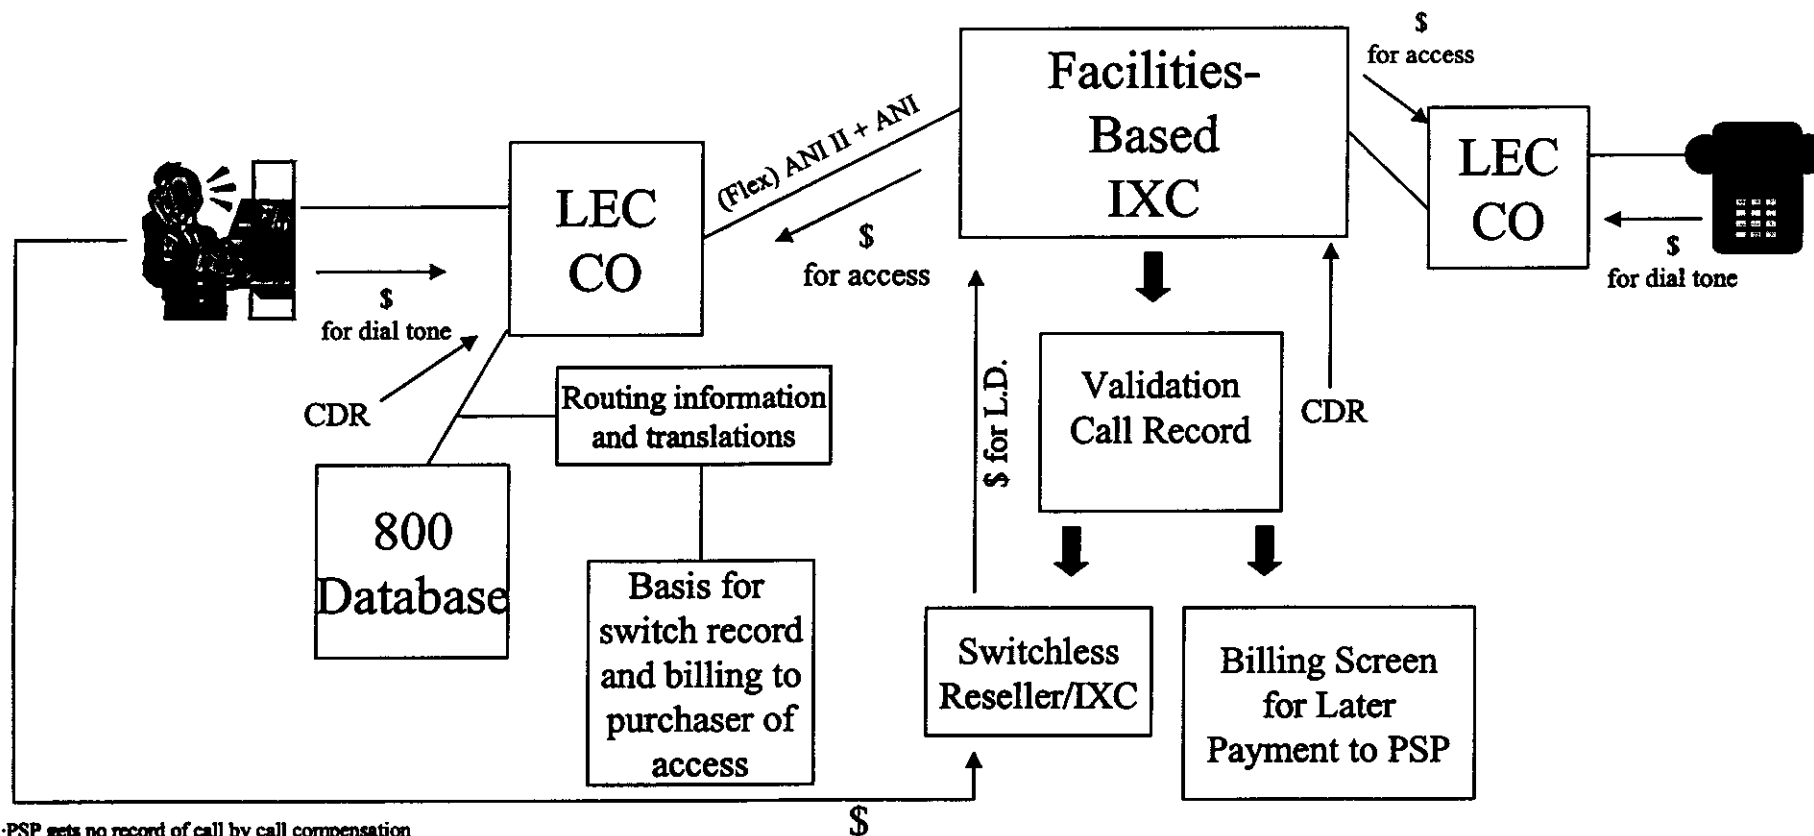 $
for access
Facilities-
Based
IXC
LEC
CO
$
for dial tone
(Flex) ANI II + ANI
$
for access
LEC
CO
$
for dial tone
CDR
Routing information
and translations
800
Database
Basis for
switch record
and billing to
purchaser of
access
$ for L.D.
Validation
Call Record
CDR
Switchless
Reseller/IXC
Billing Screen
for Later
Payment to PSP
$
·PSP gets no record of call by call compensation